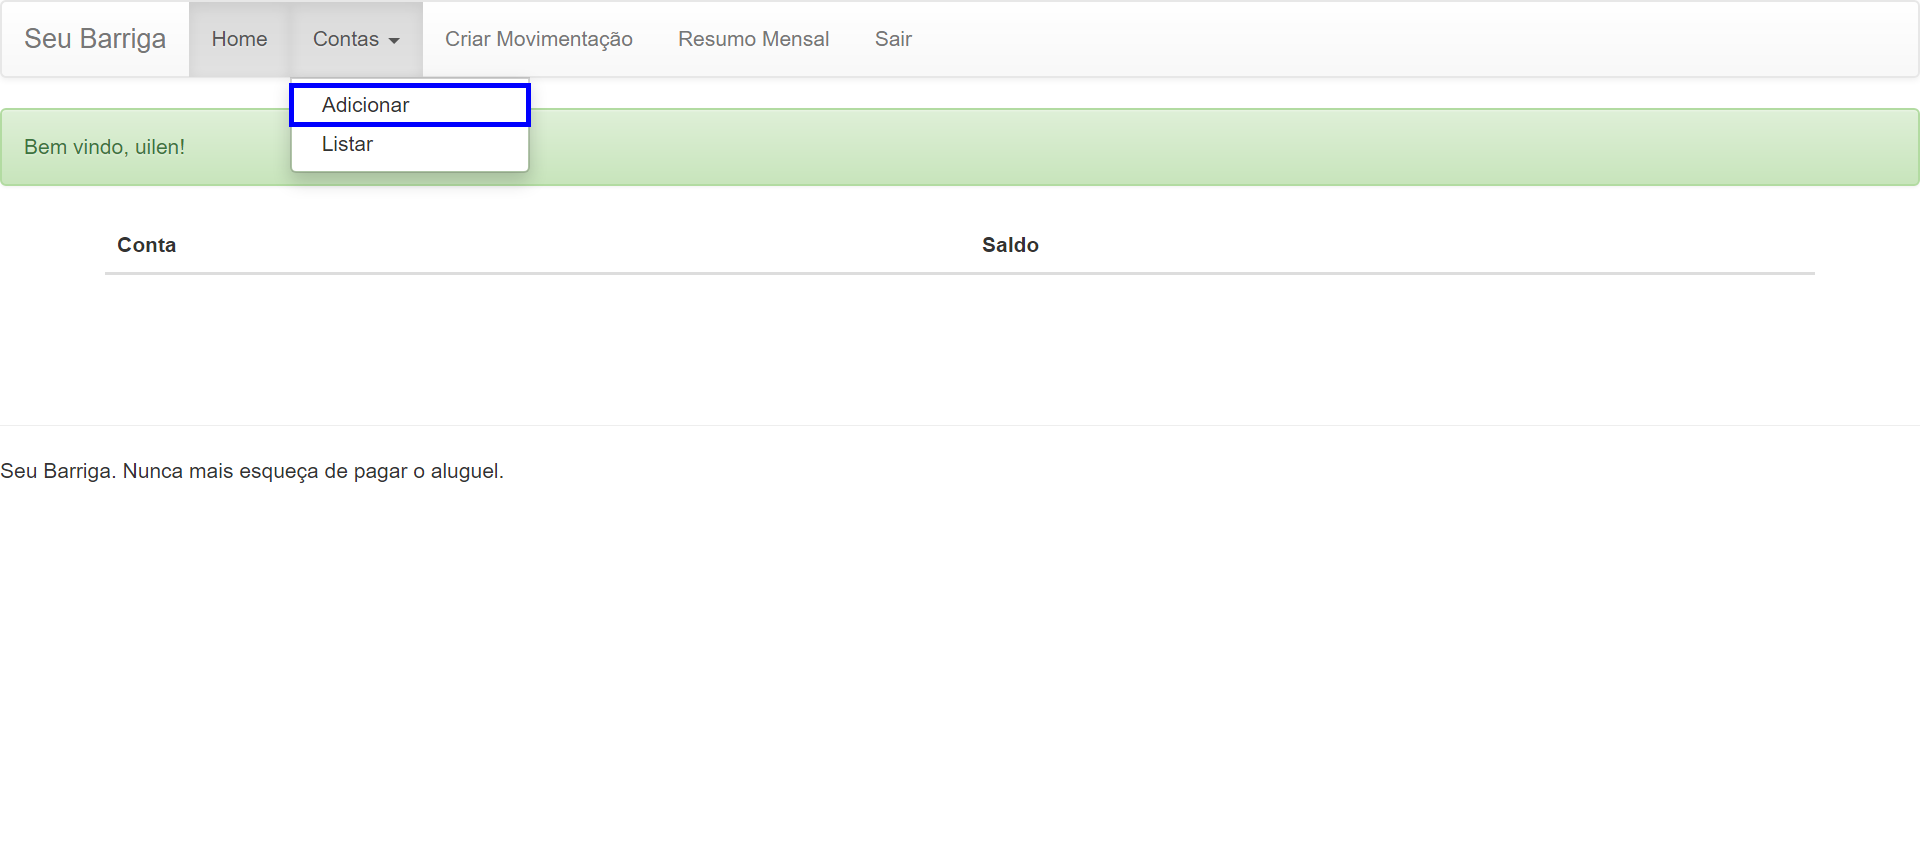 Seu Barriga Home Contas Criar Movimentação Resumo Mensal Sair
Adicionar
Listar
Bem vindo, uilen!
Conta Saldo
Seu Barriga. Nunca mais esqueça de pagar o aluguel.